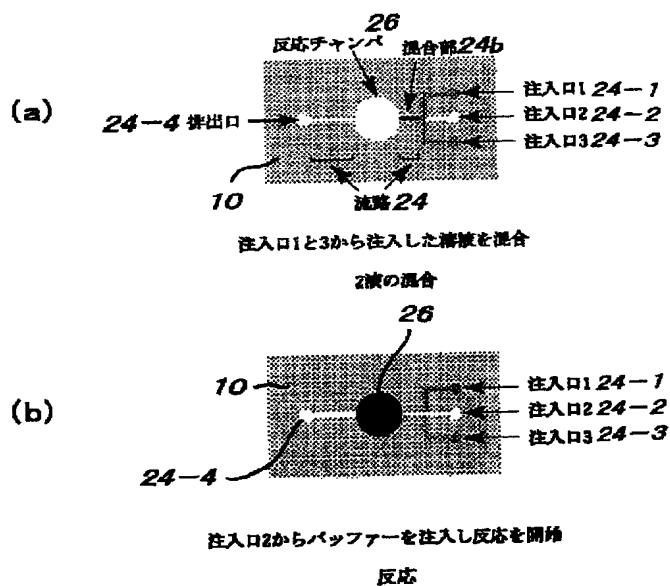 26
反応チャンバ 混合部24b
(a)
注入口1 24-1
24-4 排出口
注入口2 24-2
注入口3 24-3
10
流路24
注入口1と3から注入した溶液を混合
2液の混合
26
(b)
10
注入口1 24-1
注入口2 24-2
注入口3 24-3
24-4
注入口2からバッファーを注入し反応を開始
反応